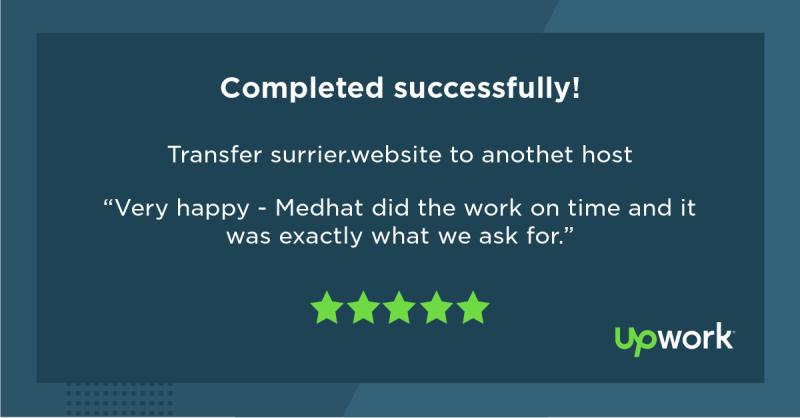 Completed successfully!
Transfer surrier.website to anothet host
“Very happy - Medhat did the work on time and it
was exactly what we ask for.”
upwork